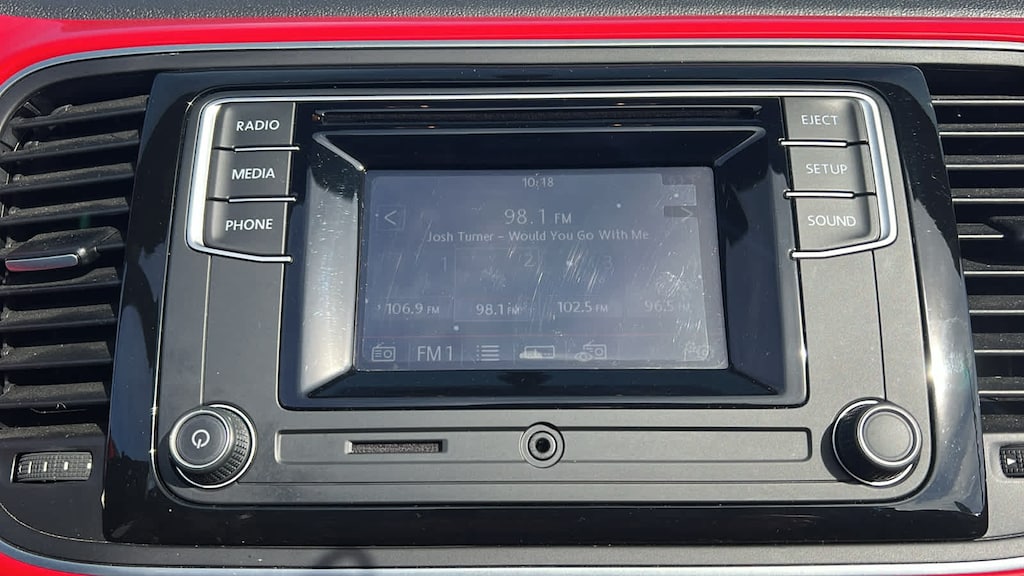 RADIO
EJECT
MEDIA
SETUP
PHONE
SOUND
10:18
98.1 FM
Josh Turner - Would You Go With Me
1 2 3
106.9 FM 98.1 FM 102.5 FM 96.5 FM
FM1